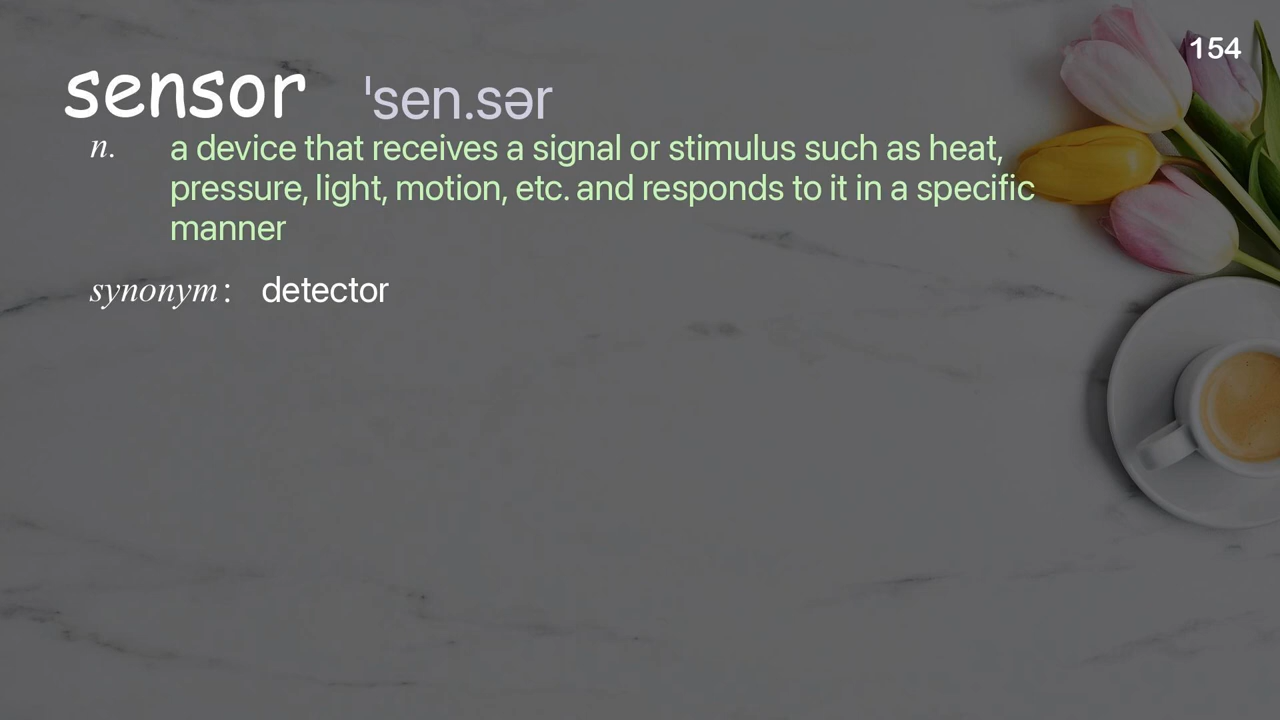 154
sensor ˈsen.sər
n. a device that receives a signal or stimulus such as heat,
pressure, light, motion, etc. and responds to it in a specific
manner
synonym: detector